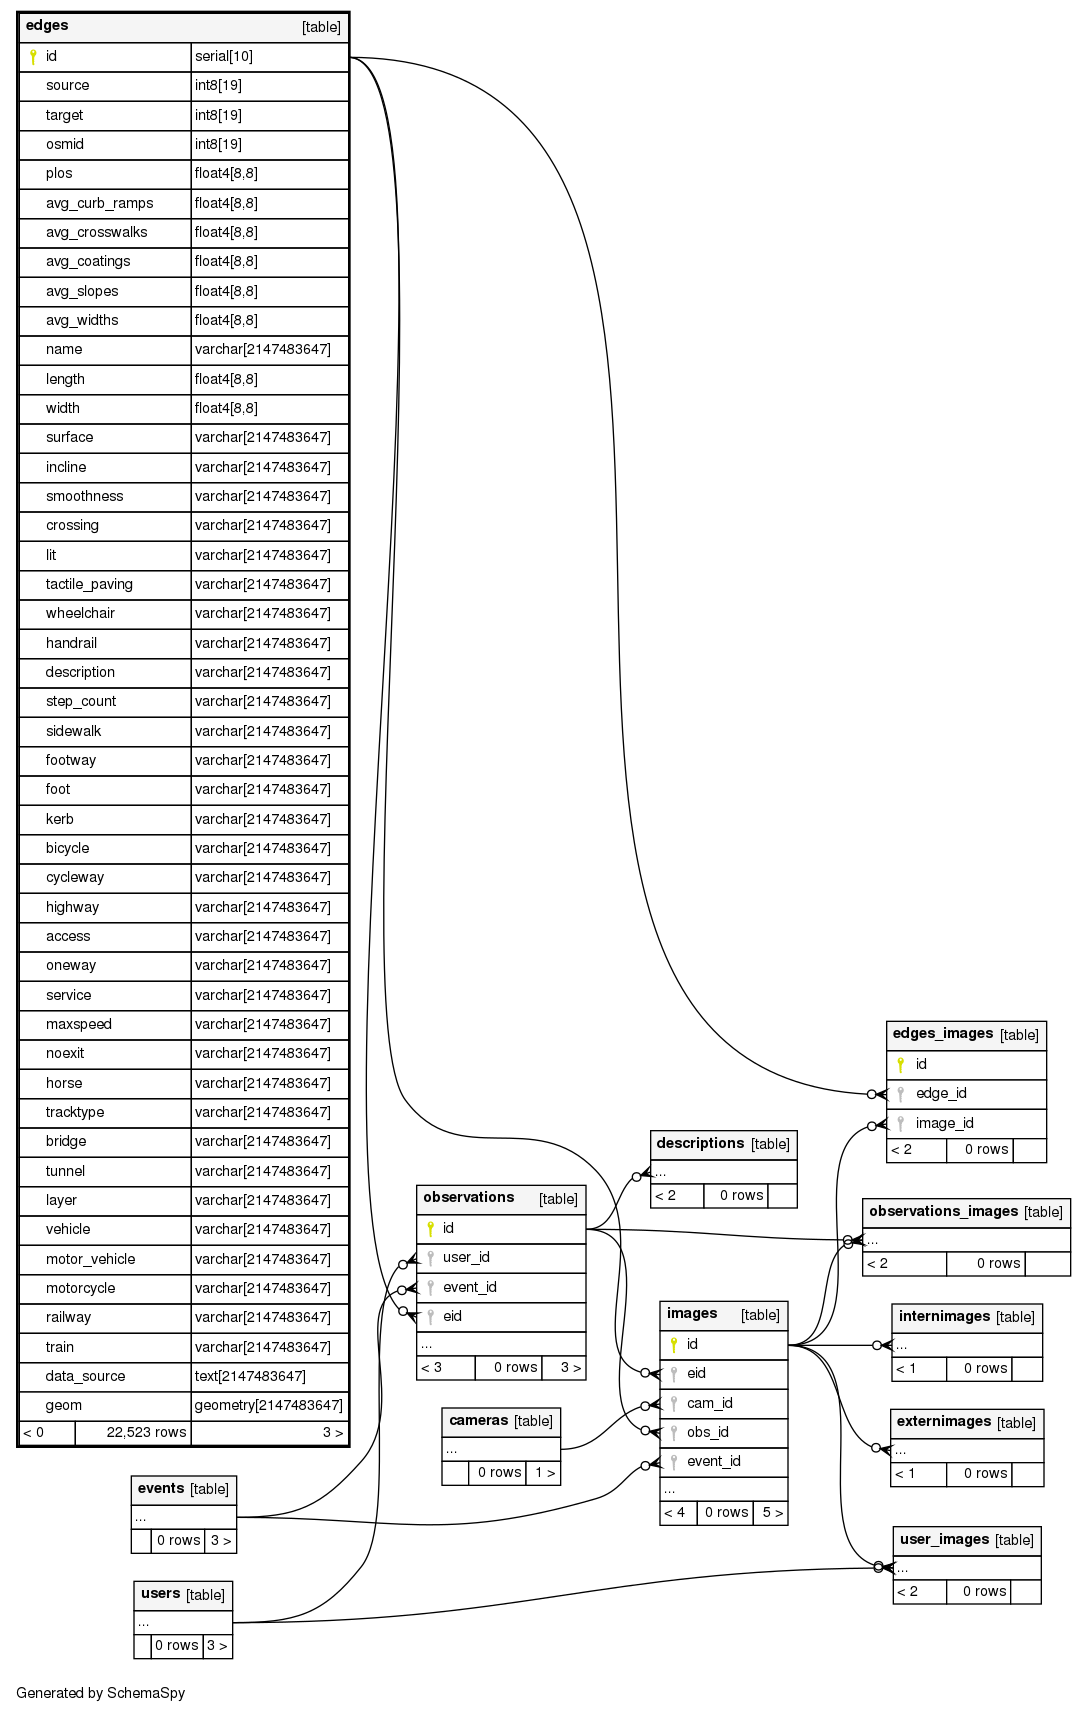 edges [table]
id serial[10]
source int8[19]
target int8[19]
osmid int8[19]
plos float4[8,8]
avg_curb_ramps float4[8,8]
avg_crosswalks float4[8,8]
avg_coatings float4[8,8]
avg_slopes float4[8,8]
avg_widths float4[8,8]
name varchar[2147483647]
length float4[8,8]
width float4[8,8]
surface varchar[2147483647]
incline varchar[2147483647]
smoothness varchar[2147483647]
crossing varchar[2147483647]
lit varchar[2147483647]
tactile_paving varchar[2147483647]
wheelchair varchar[2147483647]
handrail varchar[2147483647]
description varchar[2147483647]
step_count varchar[2147483647]
sidewalk varchar[2147483647]
footway varchar[2147483647]
foot varchar[2147483647]
kerb varchar[2147483647]
bicycle varchar[2147483647]
cycleway varchar[2147483647]
highway varchar[2147483647]
access varchar[2147483647]
oneway varchar[2147483647]
service varchar[2147483647]
maxspeed varchar[2147483647]
noexit varchar[2147483647]
horse varchar[2147483647]
tracktype varchar[2147483647]
bridge varchar[2147483647]
tunnel varchar[2147483647]
layer varchar[2147483647]
vehicle varchar[2147483647]
motor_vehicle varchar[2147483647]
motorcycle varchar[2147483647]
railway varchar[2147483647]
train varchar[2147483647]
data_source text[2147483647]
geom geometry[2147483647]
< 0 22,523 rows 3 >
edges_images [table]
id
edge_id
image_id
< 2 0 rows
descriptions [table]
...
< 2 0 rows
observations [table]
id
user_id
event_id
eid
...
< 3 0 rows 3 >
observations_images [table]
...
< 2 0 rows
images [table]
id
eid
cam_id
obs_id
event_id
...
< 4 0 rows 5 >
internimages [table]
...
< 1 0 rows
cameras [table]
...
0 rows 1 >
externimages [table]
...
< 1 0 rows
events [table]
...
0 rows 3 >
user_images [table]
...
< 2 0 rows
users [table]
...
0 rows 3 >
Generated by SchemaSpy